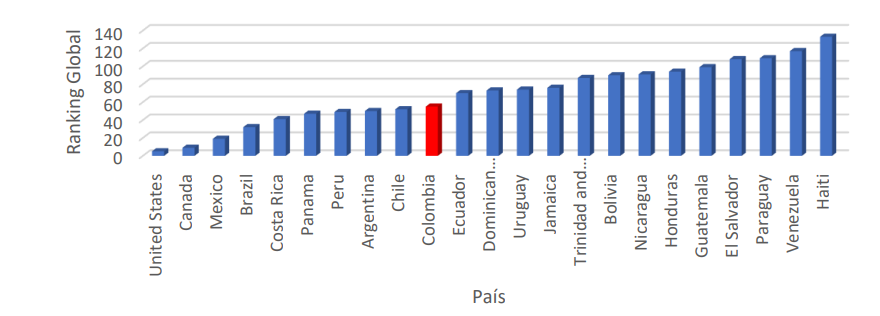 Ranking Global
140
120
100
80
60
40
20
0
United States
Canada
Mexico
Brazil
Costa Rica
Panama
Peru
Argentina
Chile
Colombia
Ecuador
Dominican...
Uruguay
Jamaica
Trinidad and...
Bolivia
Nicaragua
Honduras
Guatemala
El Salvador
Paraguay
Venezuela
Haiti
País